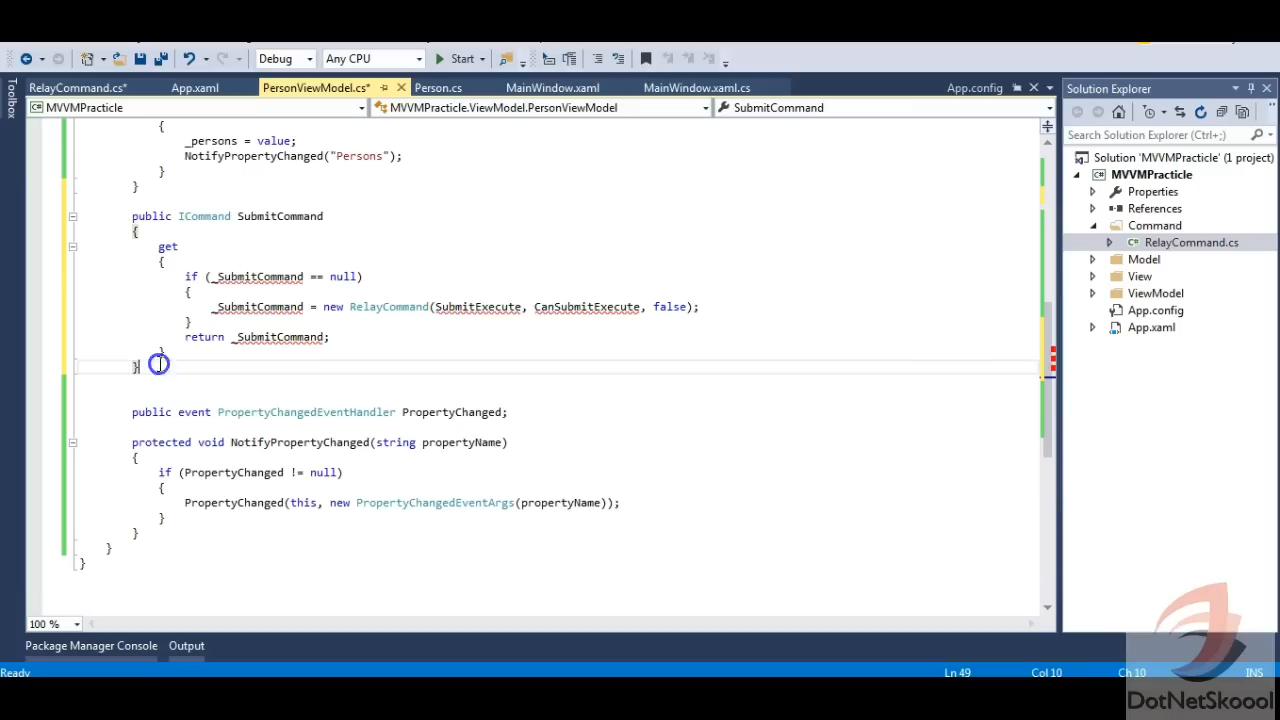 Debug
Any CPU
Start
RelayCommand.cs*
App.xaml
PersonViewModel.cs*
Person.cs
MainWindow.xaml
MainWindow.xaml.cs
App.config
Toolbox
MVVMPracticle
MVVMPracticle.ViewModel.PersonViewModel
SubmitCommand
{
_persons = value;
NotifyPropertyChanged("Persons");
}
}
public ICommand SubmitCommand
{
get
{
if (_SubmitCommand == null)
{
_SubmitCommand = new RelayCommand(SubmitExecute, CanSubmitExecute, false);
}
return _SubmitCommand;
}
}
public event PropertyChangedEventHandler PropertyChanged;
protected void NotifyPropertyChanged(string propertyName)
{
if (PropertyChanged != null)
{
PropertyChanged(this, new PropertyChangedEventArgs(propertyName));
}
}
}
}
100 %
Solution Explorer
Search Solution Explorer (Ctrl+;)
Solution 'MVVMPracticle' (1 project)
MVVMPracticle
Properties
References
Command
RelayCommand.cs
Model
View
ViewModel
App.config
App.xaml
Package Manager Console
Output
Ready
Ln 49
Col 10
Ch 10
INS
DotNetSkoool